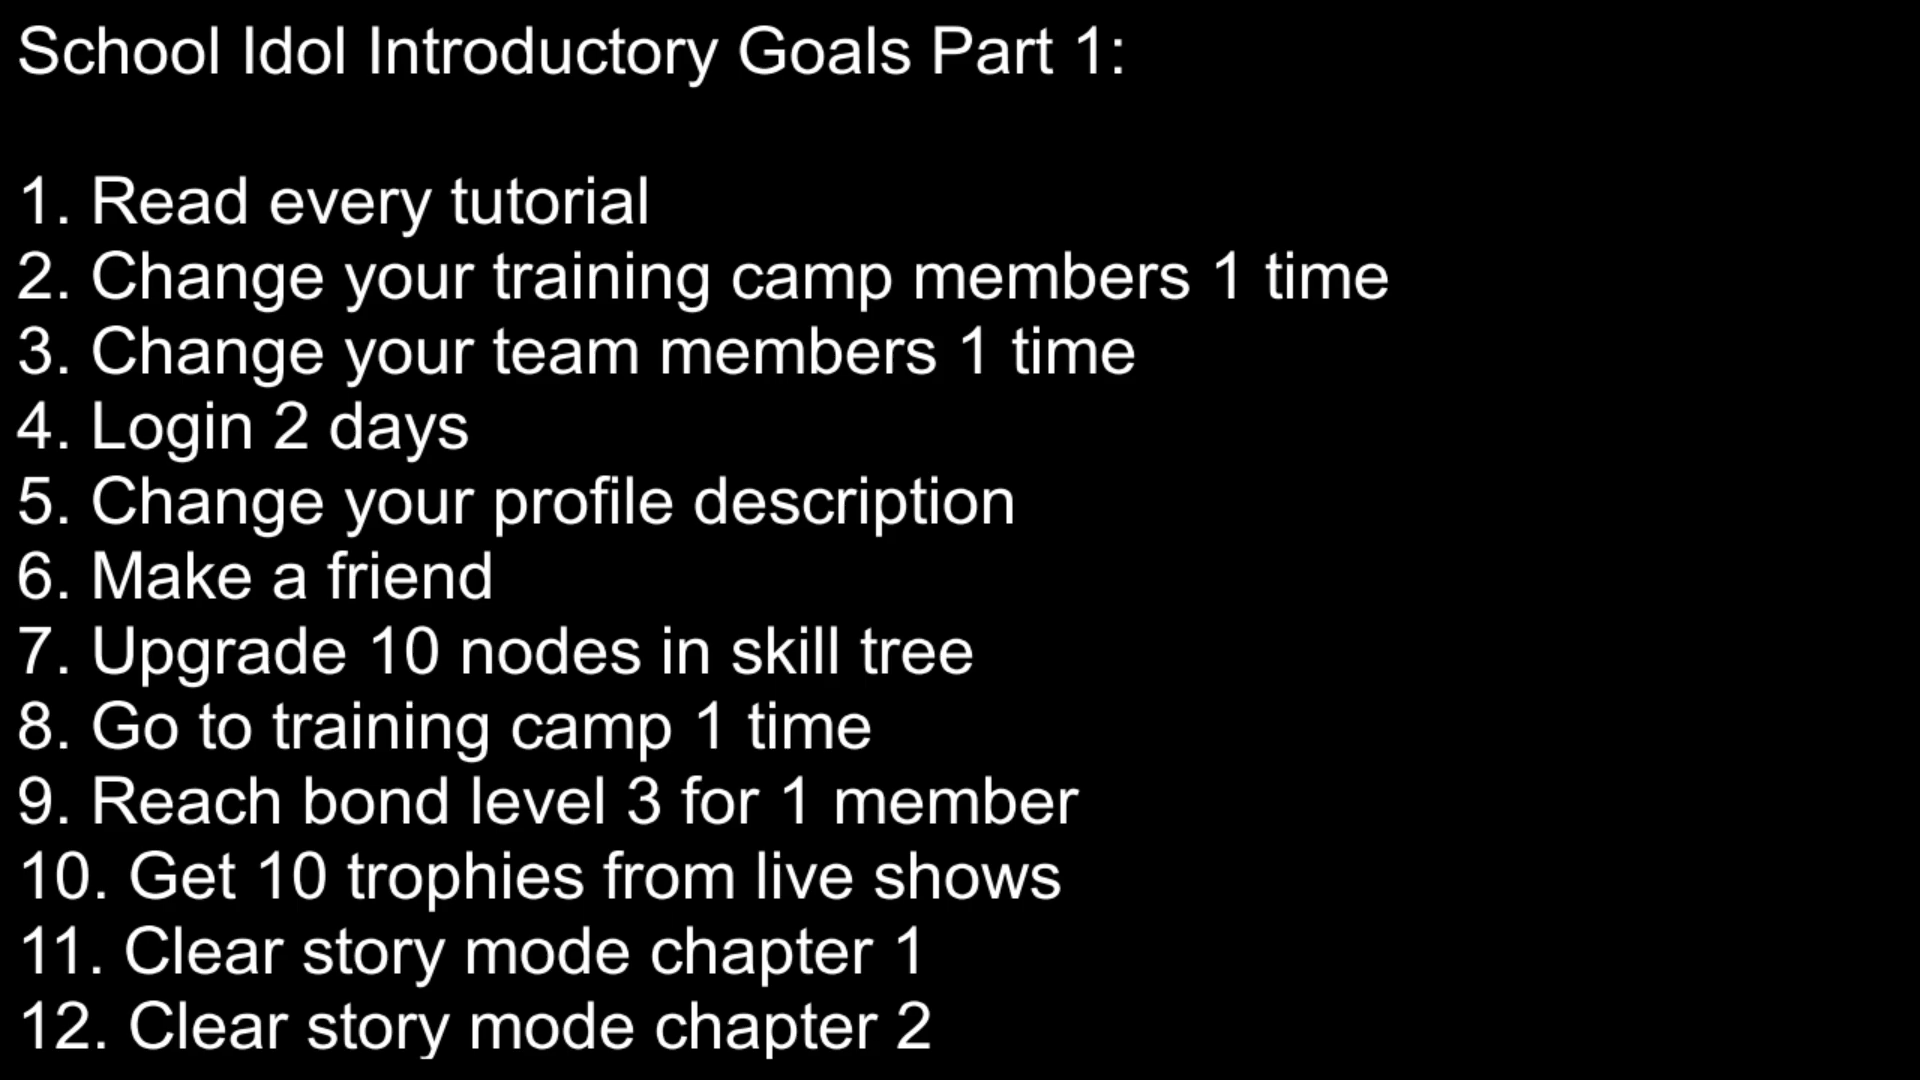 School Idol Introductory Goals Part 1:
1. Read every tutorial
2. Change your training camp members 1 time
3. Change your team members 1 time
4. Login 2 days
5. Change your profile description
6. Make a friend
7. Upgrade 10 nodes in skill tree
8. Go to training camp 1 time
9. Reach bond level 3 for 1 member
10. Get 10 trophies from live shows
11. Clear story mode chapter 1
12. Clear story mode chapter 2